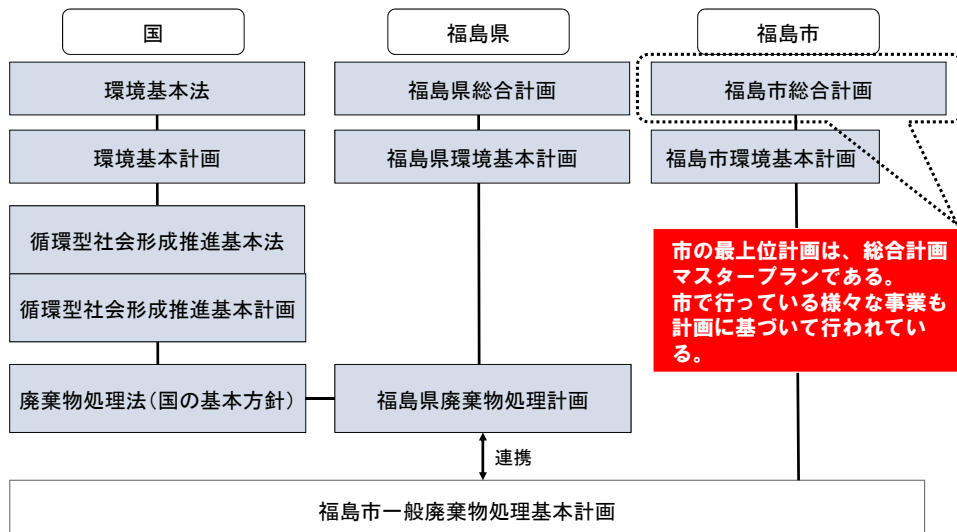 国
福島県
福島市
環境基本法
福島県総合計画
福島市総合計画
環境基本計画
福島県環境基本計画
福島市環境基本計画
循環型社会形成推進基本法
循環型社会形成推進基本計画
市の最上位計画は、総合計画
マスタープランである。
市で行っている様々な事業も
計画に基づいて行われてい
る。
廃棄物処理法(国の基本方針)
福島県廃棄物処理計画
連携
福島市一般廃棄物処理基本計画